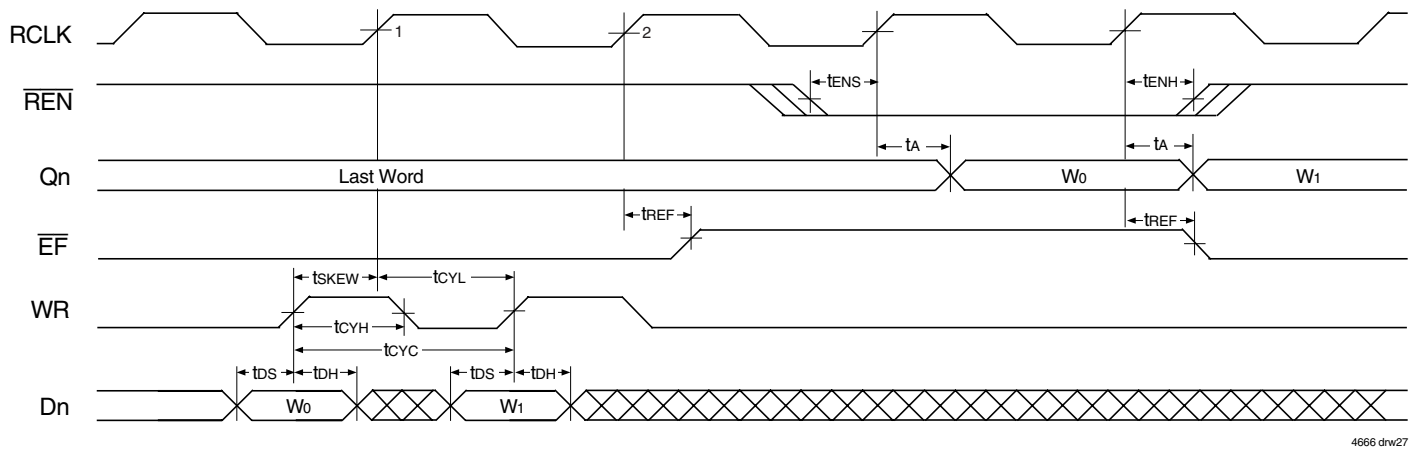 RCLK 1 2
REN tENS tENH
tA tA
Qn Last Word W0 W1
tREF tREF
EF
tSKEW tCYL
WR
tCYH
tCYC
tDS tDH tDS tDH
Dn W0 W1
4666 drw27